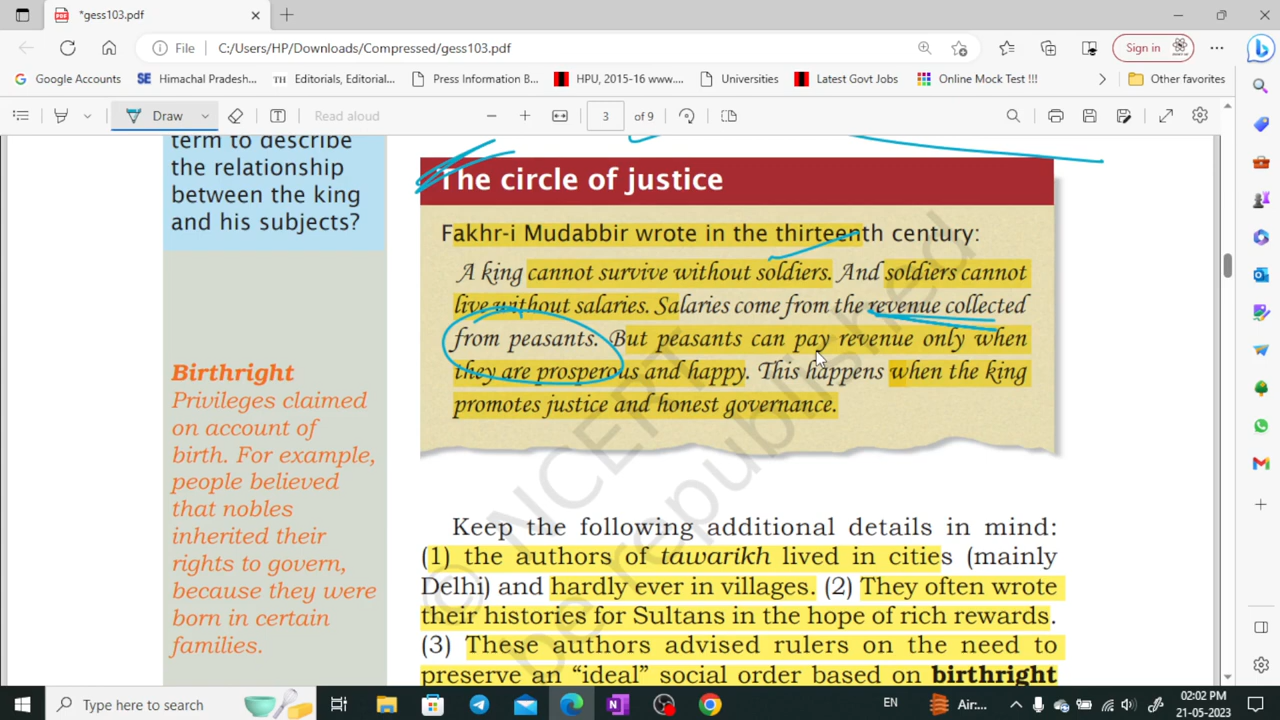 *gess103.pdf
File
C:/Users/HP/Downloads/Compressed/gess103.pdf
Sign in
Google Accounts
SE Himachal Pradesh...
TH Editorials, Editorial...
Press Information B...
HPU, 2015-16 www....
Universities
Latest Govt Jobs
Online Mock Test !!!
Other favorites
Draw
Read aloud
3 of 9
term to describe
the relationship
between the king
and his subjects?
Birthright
Privileges claimed
on account of
birth. For example,
people believed
that nobles
inherited their
rights to govern,
because they were
born in certain
families.
The circle of justice
Fakhr-i Mudabbir wrote in the thirteenth century:
A king cannot survive without soldiers. And soldiers cannot
live without salaries. Salaries come from the revenue collected
from peasants. But peasants can pay revenue only when
they are prosperous and happy. This happens when the king
promotes justice and honest governance.
Keep the following additional details in mind:
(1) the authors of tawarikh lived in cities (mainly
Delhi) and hardly ever in villages. (2) They often wrote
their histories for Sultans in the hope of rich rewards.
(3) These authors advised rulers on the need to
preserve an “ideal” social order based on birthright
© NCERT
be republished
Type here to search
Air:...
EN
02:02 PM
21-05-2023